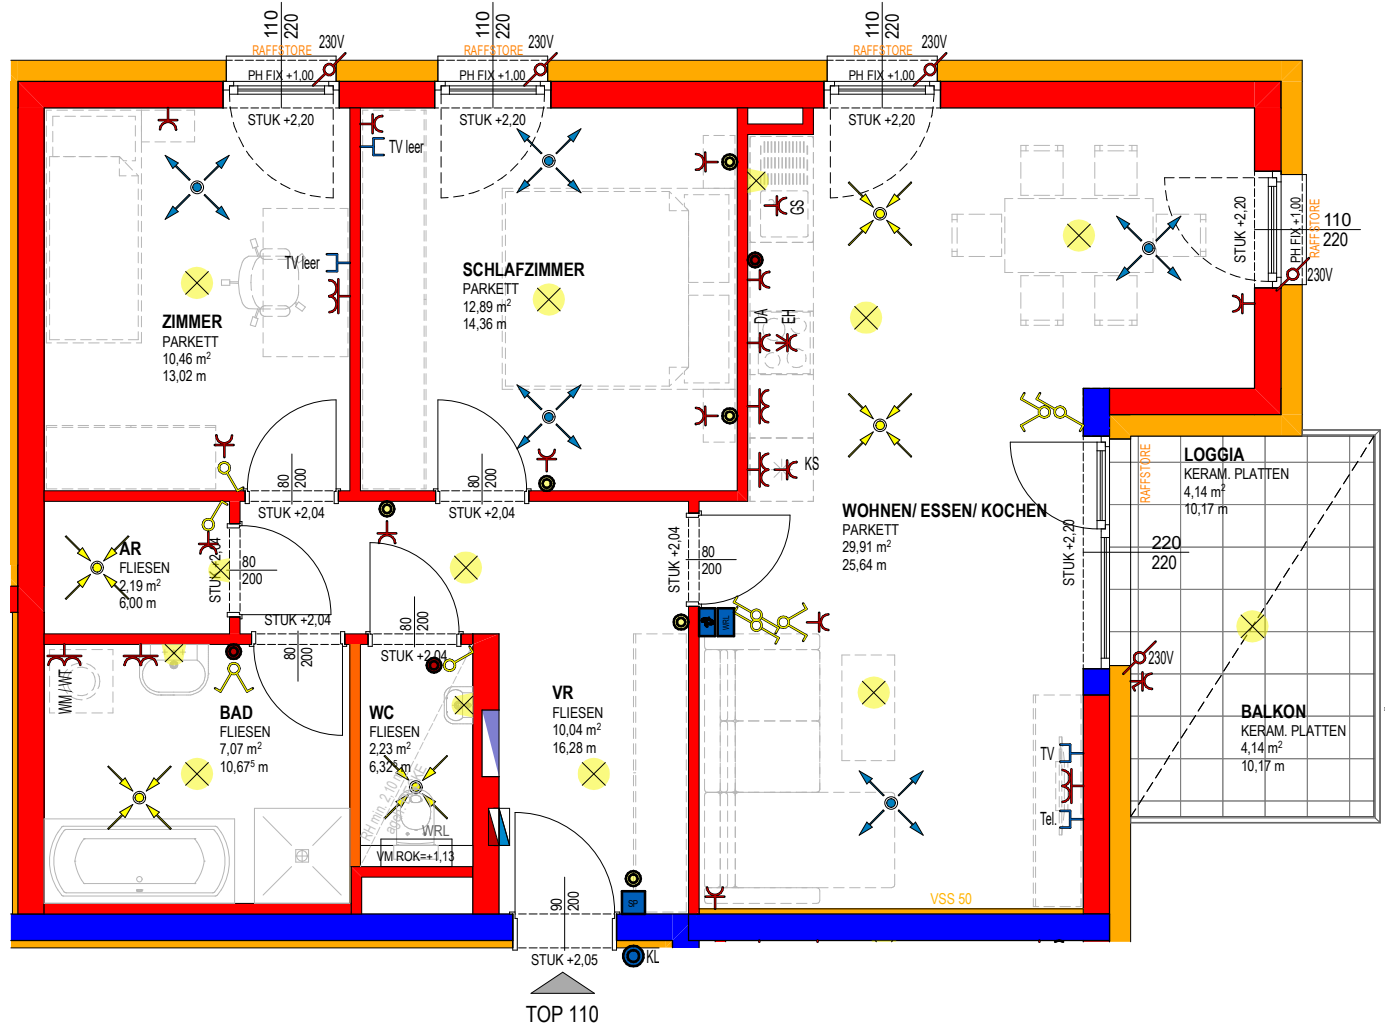 110
220
110
220
110
220
RAFFSTORE
230V
RAFFSTORE
230V
RAFFSTORE
230V
PH FIX +1,00
PH FIX +1,00
PH FIX +1,00
STUK +2,20
STUK +2,20
STUK +2,20
TV leer
TV leer
GS
DA
EH
KS
STUK +2,20
PH FIX +1,00
RAFFSTORE
110
220
230V
ZIMMER
PARKETT
10,46 m²
13,02 m
SCHLAFZIMMER
PARKETT
12,89 m²
14,36 m
80
200
STUK +2,04
80
200
STUK +2,04
WOHNEN/ ESSEN/ KOCHEN
PARKETT
29,91 m²
25,64 m
RAFFSTORE
STUK +2,20
220
220
LOGGIA
KERAM. PLATTEN
4,14 m²
10,17 m
AR
FLIESEN
2,19 m²
6,00 m
STUK +2,04
80
200
STUK +2,04
80
200
80
200
STUK +2,04
STUK +2,04
80
200
WRL
230V
WM / WT
BAD
FLIESEN
7,07 m²
10,67⁵ m
WC
FLIESEN
2,23 m²
6,32⁵ m
RH min. 2,10 m
WRL
VM ROK=+1,13
VR
FLIESEN
10,04 m²
16,28 m
BALKON
KERAM. PLATTEN
4,14 m²
10,17 m
TV
Tel.
VSS 50
90
200
SP
STUK +2,05
KL
TOP 110